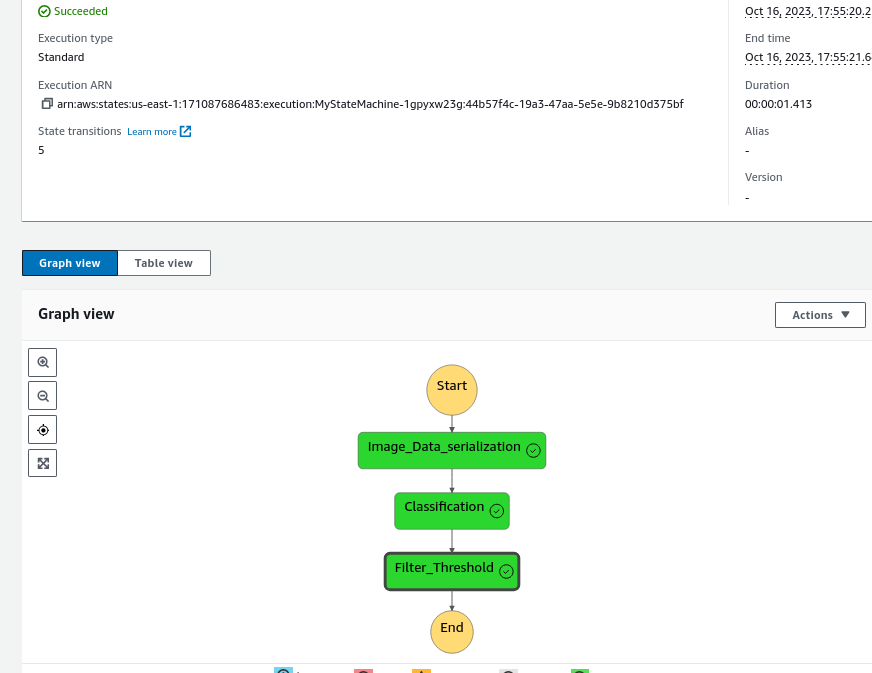 Succeeded
Execution type
Standard
Execution ARN
arn:aws:states:us-east-1:171087686483:execution:MyStateMachine-1gpyxw23g:44b57f4c-19a3-47aa-5e5e-9b8210d375bf
State transitions Learn more
5
Oct 16, 2023, 17:55:20.2
End time
Oct 16, 2023, 17:55:21.6
Duration
00:00:01.413
Alias
-
Version
-
Graph view
Table view
Graph view
Actions
Start
Image_Data_serialization
Classification
Filter_Threshold
End